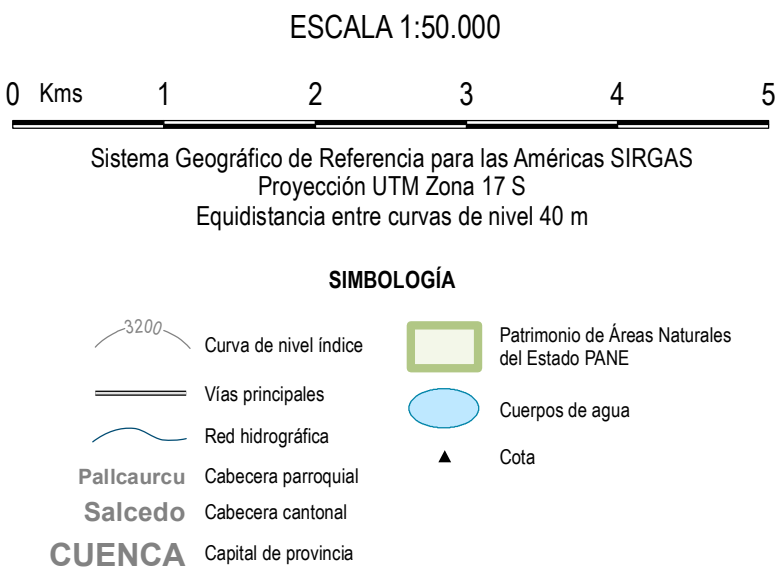 ESCALA 1:50.000
0 Kms 1 2 3 4 5
Sistema Geográfico de Referencia para las Américas SIRGAS
Proyección UTM Zona 17 S
Equidistancia entre curvas de nivel 40 m
SIMBOLOGÍA
3200
Curva de nivel índice
Vías principales
Red hidrográfica
Pallcaurcu Cabecera parroquial
Salcedo Cabecera cantonal
CUENCA Capital de provincia
Patrimonio de Áreas Naturales
del Estado PANE
Cuerpos de agua
Cota